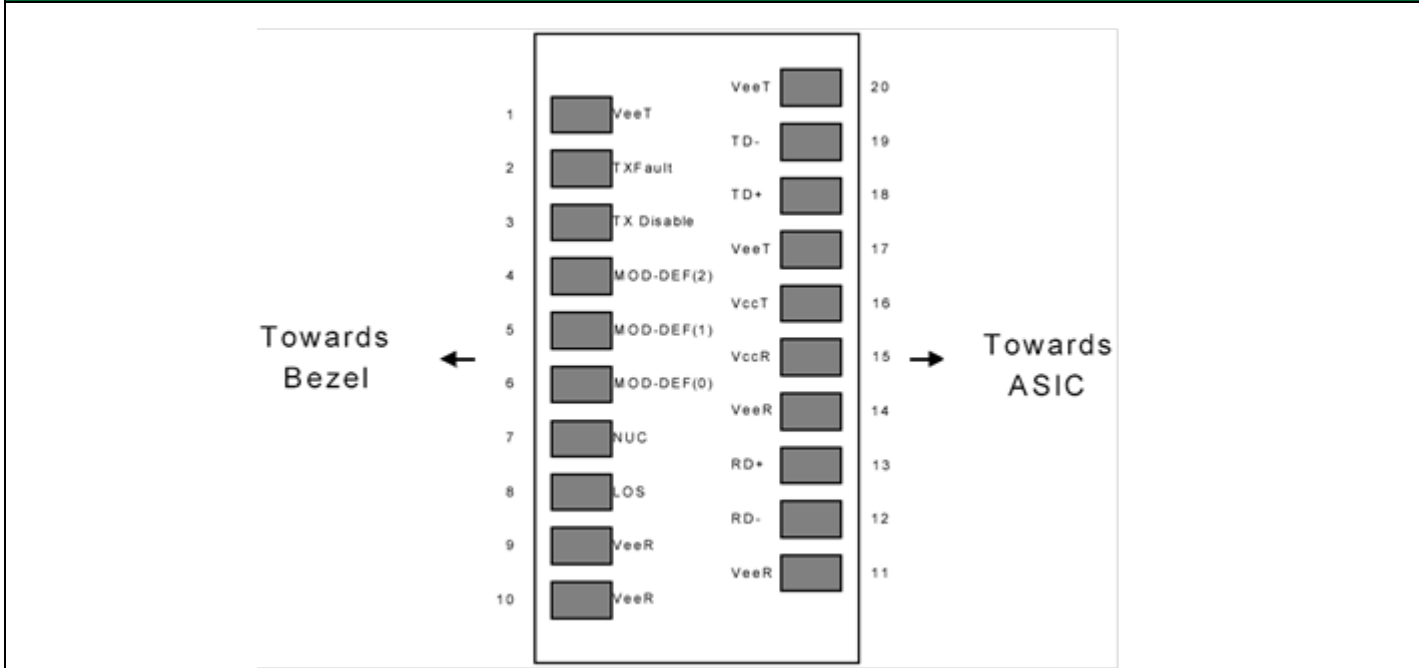 Towards
Bezel
1 VeeT
2 TXFault
3 TX Disable
4 MOD-DEF(2)
5 MOD-DEF(1)
6 MOD-DEF(0)
7 NUC
8 LOS
9 VeeR
10 VeeR
VeeT 20
TD- 19
TD+ 18
VeeT 17
VccT 16
VccR 15
VeeR 14
RD+ 13
RD- 12
VeeR 11
Towards
ASIC